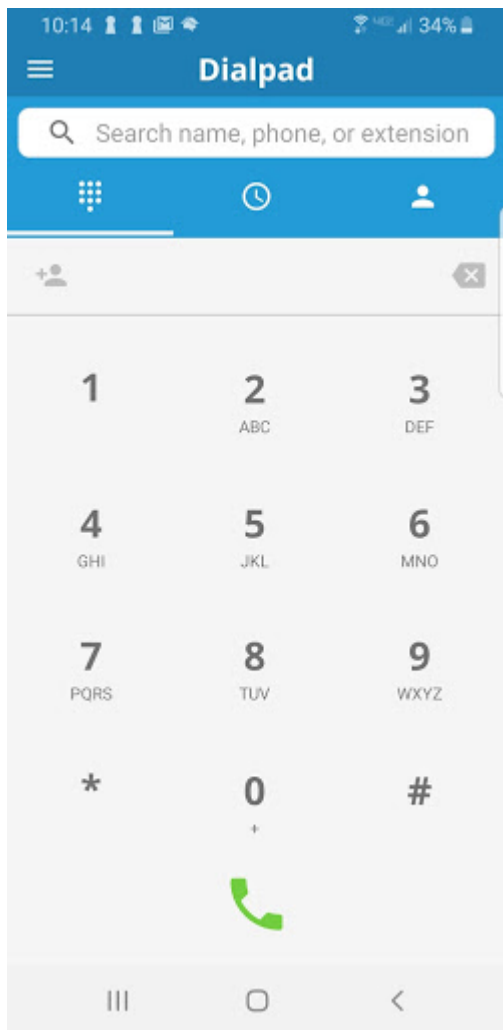 10:14 34%
Dialpad
Search name, phone, or extension
1 2 3
ABC DEF
4 5 6
GHI JKL MNO
7 8 9
PQRS TUV WXYZ
* 0 #
+